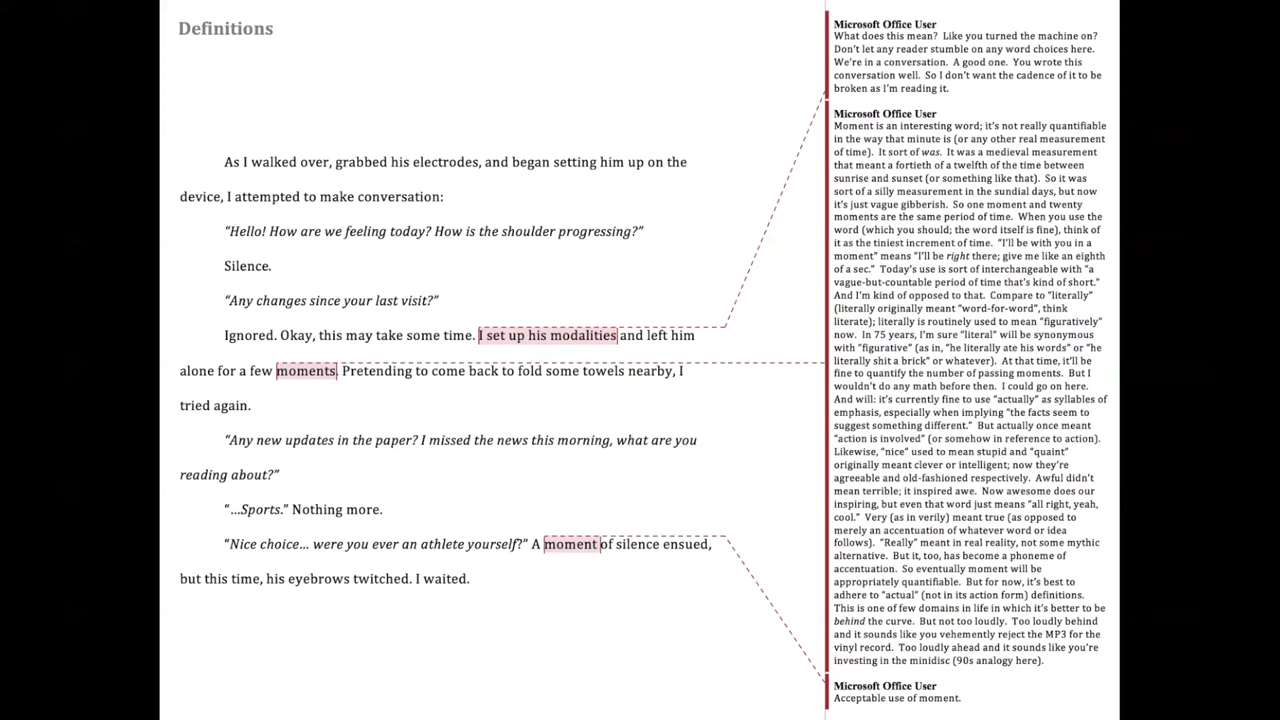 Definitions
As I walked over, grabbed his electrodes, and began setting him up on the
device, I attempted to make conversation:
“Hello! How are we feeling today? How is the shoulder progressing?”
Silence.
“Any changes since your last visit?”
Ignored. Okay, this may take some time. I set up his modalities and left him
alone for a few moments. Pretending to come back to fold some towels nearby, I
tried again.
“Any new updates in the paper? I missed the news this morning, what are you
reading about?”
“…Sports.” Nothing more.
“Nice choice… were you ever an athlete yourself?” A moment of silence ensued,
but this time, his eyebrows twitched. I waited.
Microsoft Office User
What does this mean? Like you turned the machine on?
Don’t let any reader stumble on any word choices here.
We’re in a conversation. A good one. You wrote this
conversation well. So I don’t want the cadence of it to be
broken as I’m reading it.
Microsoft Office User
Moment is an interesting word; it’s not really quantifiable
in the way that minute is (or any other real measurement
of time). It sort of was. It was a medieval measurement
that meant a fortieth of a twelfth of the time between
sunrise and sunset (or something like that). So it was
sort of a silly measurement in the sundial days, but now
it’s just vague gibberish. So one moment and twenty
moments are the same period of time. When you use the
word (which you should; the word itself is fine), think of
it as the tiniest increment of time. “I’ll be with you in a
moment” means “I’ll be right there; give me like an eighth
of a sec.” Today’s use is sort of interchangeable with “a
vague-but-countable period of time that’s kind of short.”
And I’m kind of opposed to that. Compare to “literally”
(literally originally meant “word-for-word”, think
literate); literally is routinely used to mean “figuratively”
now. In 75 years, I’m sure “literal” will be synonymous
with “figurative” (as in, “he literally ate his words” or “he
literally shit a brick” or whatever). At that time, it’ll be
fine to quantify the number of passing moments. But I
wouldn’t do any math before then. I could go on here.
And will: it’s currently fine to use “actually” as syllables of
emphasis, especially when implying “the facts seem to
suggest something different.” But actually once meant
“action is involved” (or somehow in reference to action).
Likewise, “nice” used to mean stupid and “quaint”
originally meant clever or intelligent; now they’re
agreeable and old-fashioned respectively. Awful didn’t
mean terrible; it inspired awe. Now awesome does our
inspiring, but even that word just means “all right, yeah,
cool.” Very (as in verily) meant true (as opposed to
merely an accentuation of whatever word or idea
follows). “Really” meant in real reality, not some mythic
alternative. But it, too, has become a phoneme of
accentuation. So eventually moment will be
appropriately quantifiable. But for now, it’s best to
adhere to “actual” (not in its action form) definitions.
This is one of few domains in life in which it’s better to be
behind the curve. But not too loudly. Too loudly behind
and it sounds like you vehemently reject the MP3 for the
vinyl record. Too loudly ahead and it sounds like you’re
investing in the minidisc (90s analogy here).
Microsoft Office User
Acceptable use of moment.